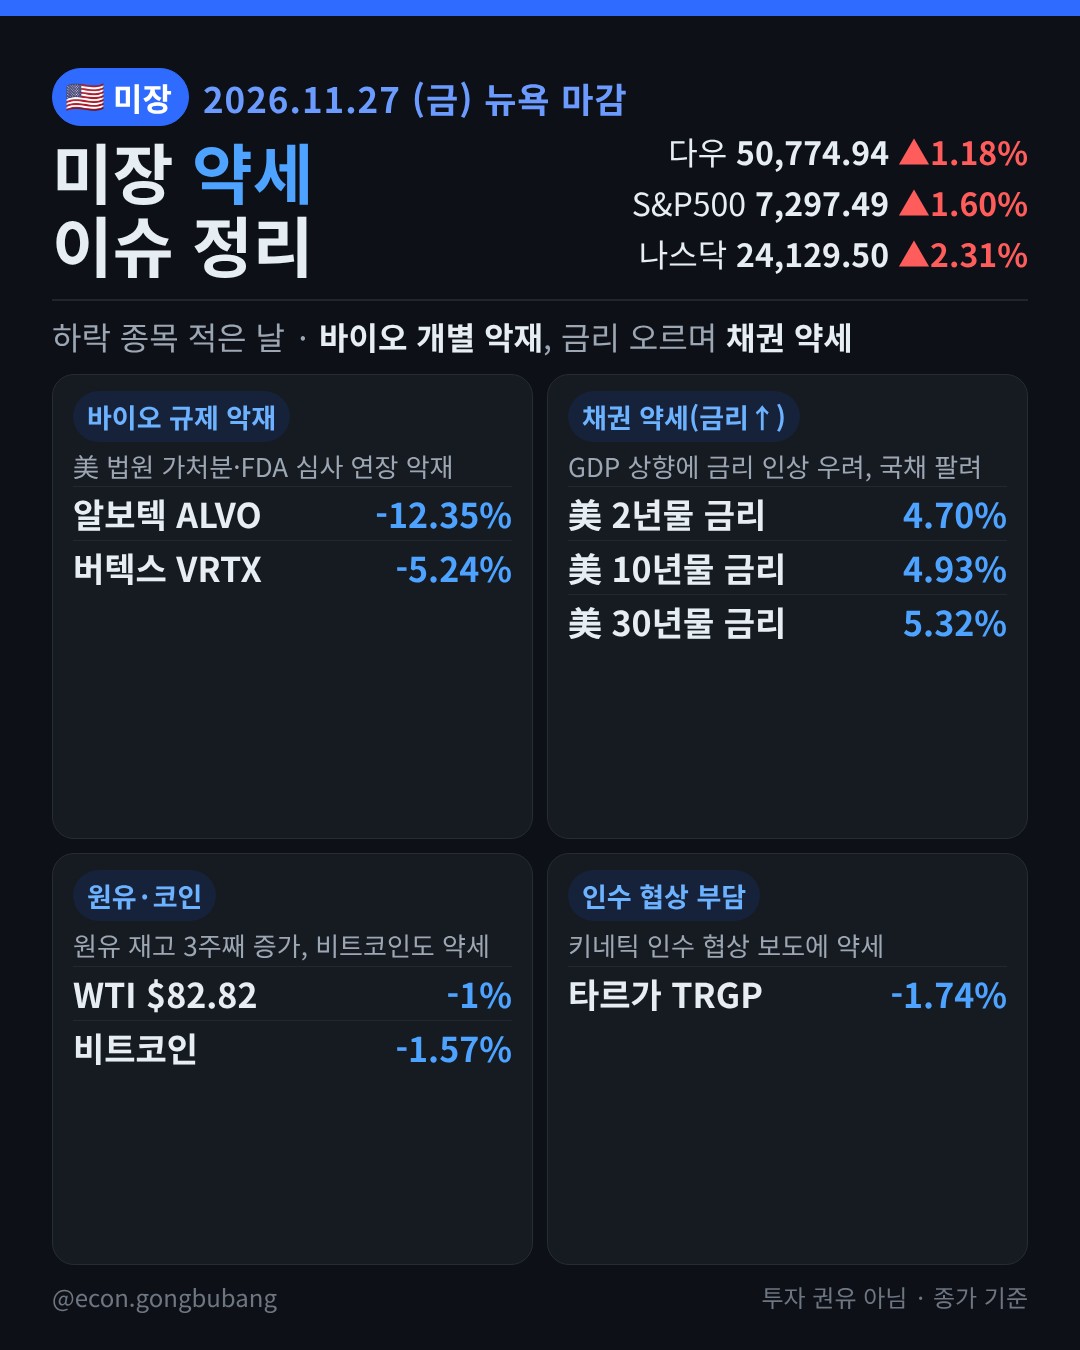 🇺🇸 미장 2026.11.27 (금) 뉴욕 마감
미장 약세
이슈 정리
다우 50,774.94 ▲1.18%
S&P500 7,297.49 ▲1.60%
나스닥 24,129.50 ▲2.31%
하락 종목 적은 날 · 바이오 개별 악재, 금리 오르며 채권 약세
바이오 규제 악재
美 법원 가처분·FDA 심사 연장 악재
알보텍 ALVO -12.35%
버텍스 VRTX -5.24%
채권 약세(금리↑)
GDP 상향에 금리 인상 우려, 국채 팔려
美 2년물 금리 4.70%
美 10년물 금리 4.93%
美 30년물 금리 5.32%
원유·코인
원유 재고 3주째 증가, 비트코인도 약세
WTI $82.82 -1%
비트코인 -1.57%
인수 협상 부담
키네틱 인수 협상 보도에 약세
타르가 TRGP -1.74%
@econ.gongbubang
투자 권유 아님 · 종가 기준